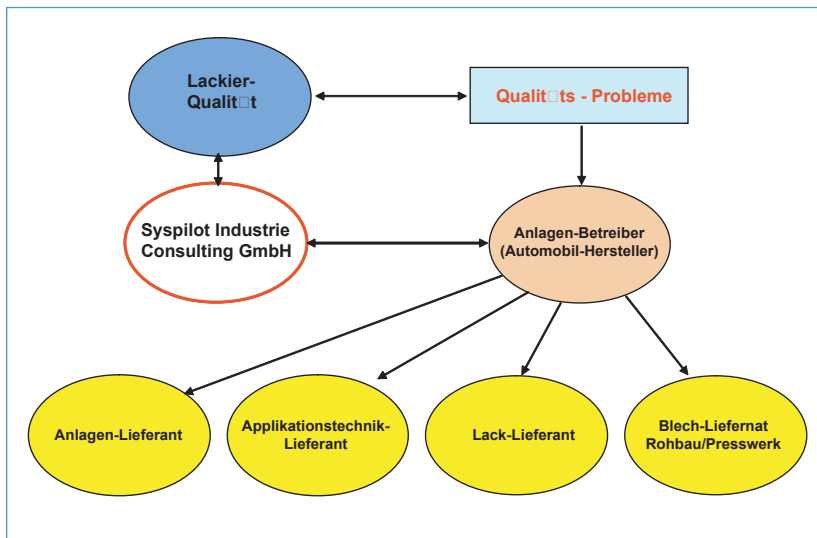 Lackier-
Qualit□t
Qualit□ts - Probleme
Syspilot Industrie
Consulting GmbH
Anlagen-Betreiber
(Automobil-Hersteller)
Anlagen-Lieferant
Applikationstechnik-
Lieferant
Lack-Lieferant
Blech-Liefernat
Rohbau/Presswerk